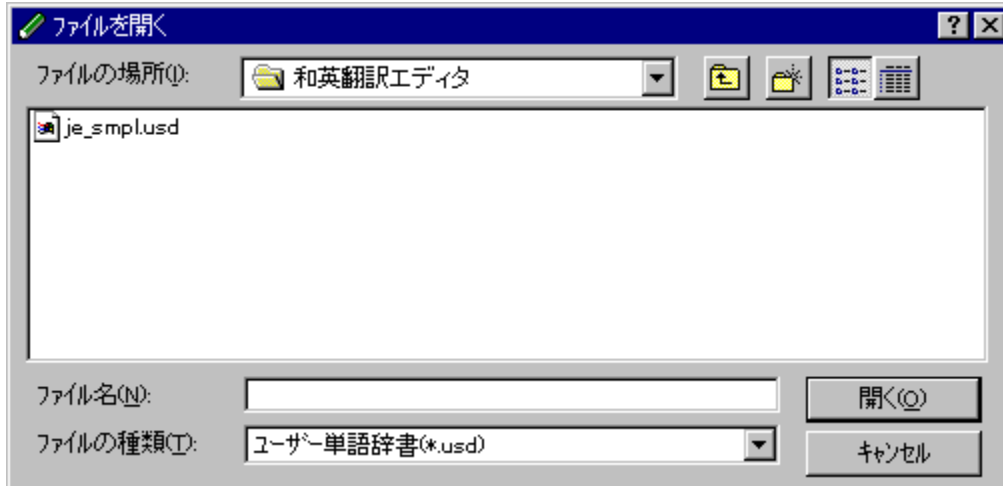 ファイルを開く
ファイルの場所(I):
和英翻訳エディタ
je_smpl.usd
ファイル名(N):
開く(O)
ファイルの種類(T):
ユーザー単語辞書(*.usd)
キャンセル